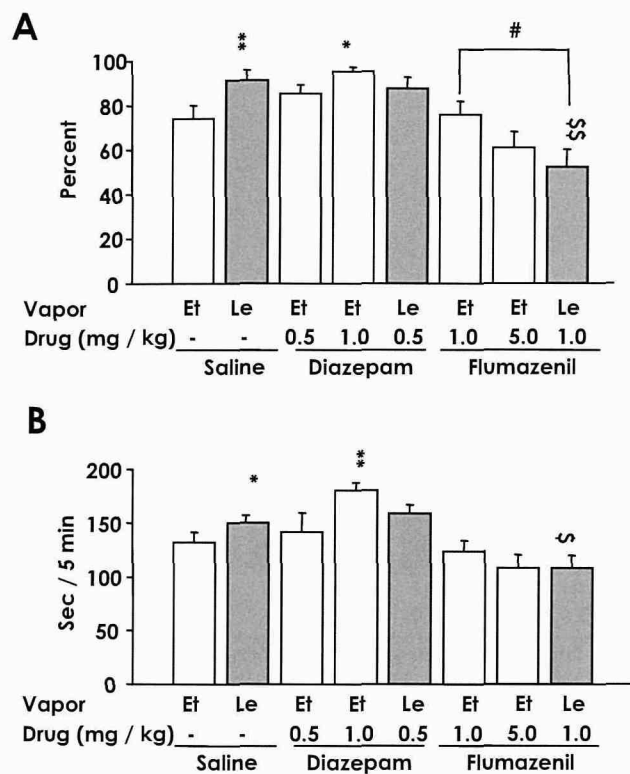 A
** * #
$$
100
80
60
40
20
0
Percent
Vapor Et Le Et Et Le Et Et Le
Drug (mg / kg) - - 0.5 1.0 0.5 1.0 5.0 1.0
Saline Diazepam Flumazenil
B
* ** $
200
150
100
50
0
Sec / 5 min
Vapor Et Le Et Et Le Et Et Le
Drug (mg / kg) - - 0.5 1.0 0.5 1.0 5.0 1.0
Saline Diazepam Flumazenil